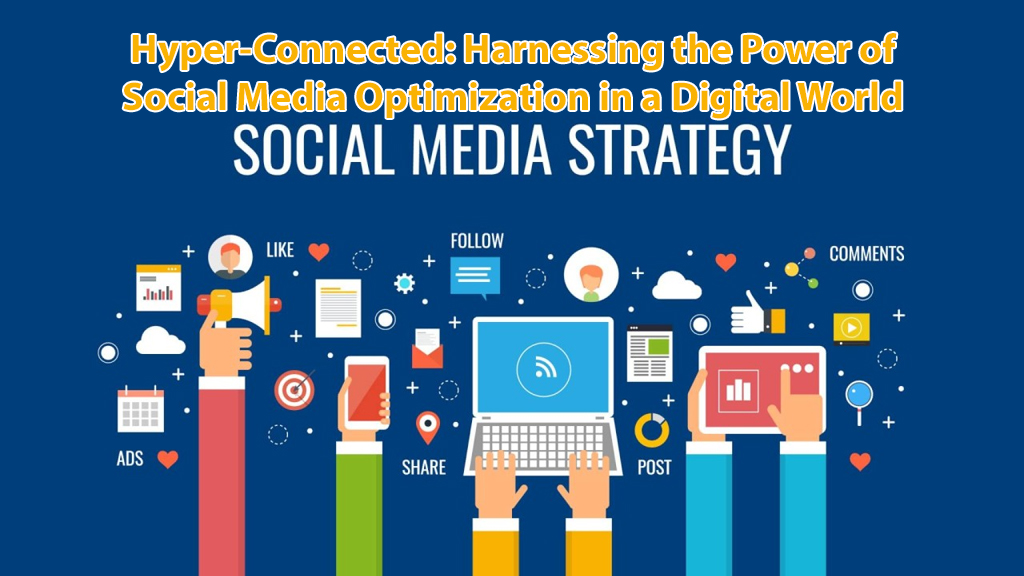 Hyper-Connected: Harnessing the Power of
Social Media Optimization in a Digital World
SOCIAL MEDIA STRATEGY
LIKE
FOLLOW
COMMENTS
ADS
SHARE
POST